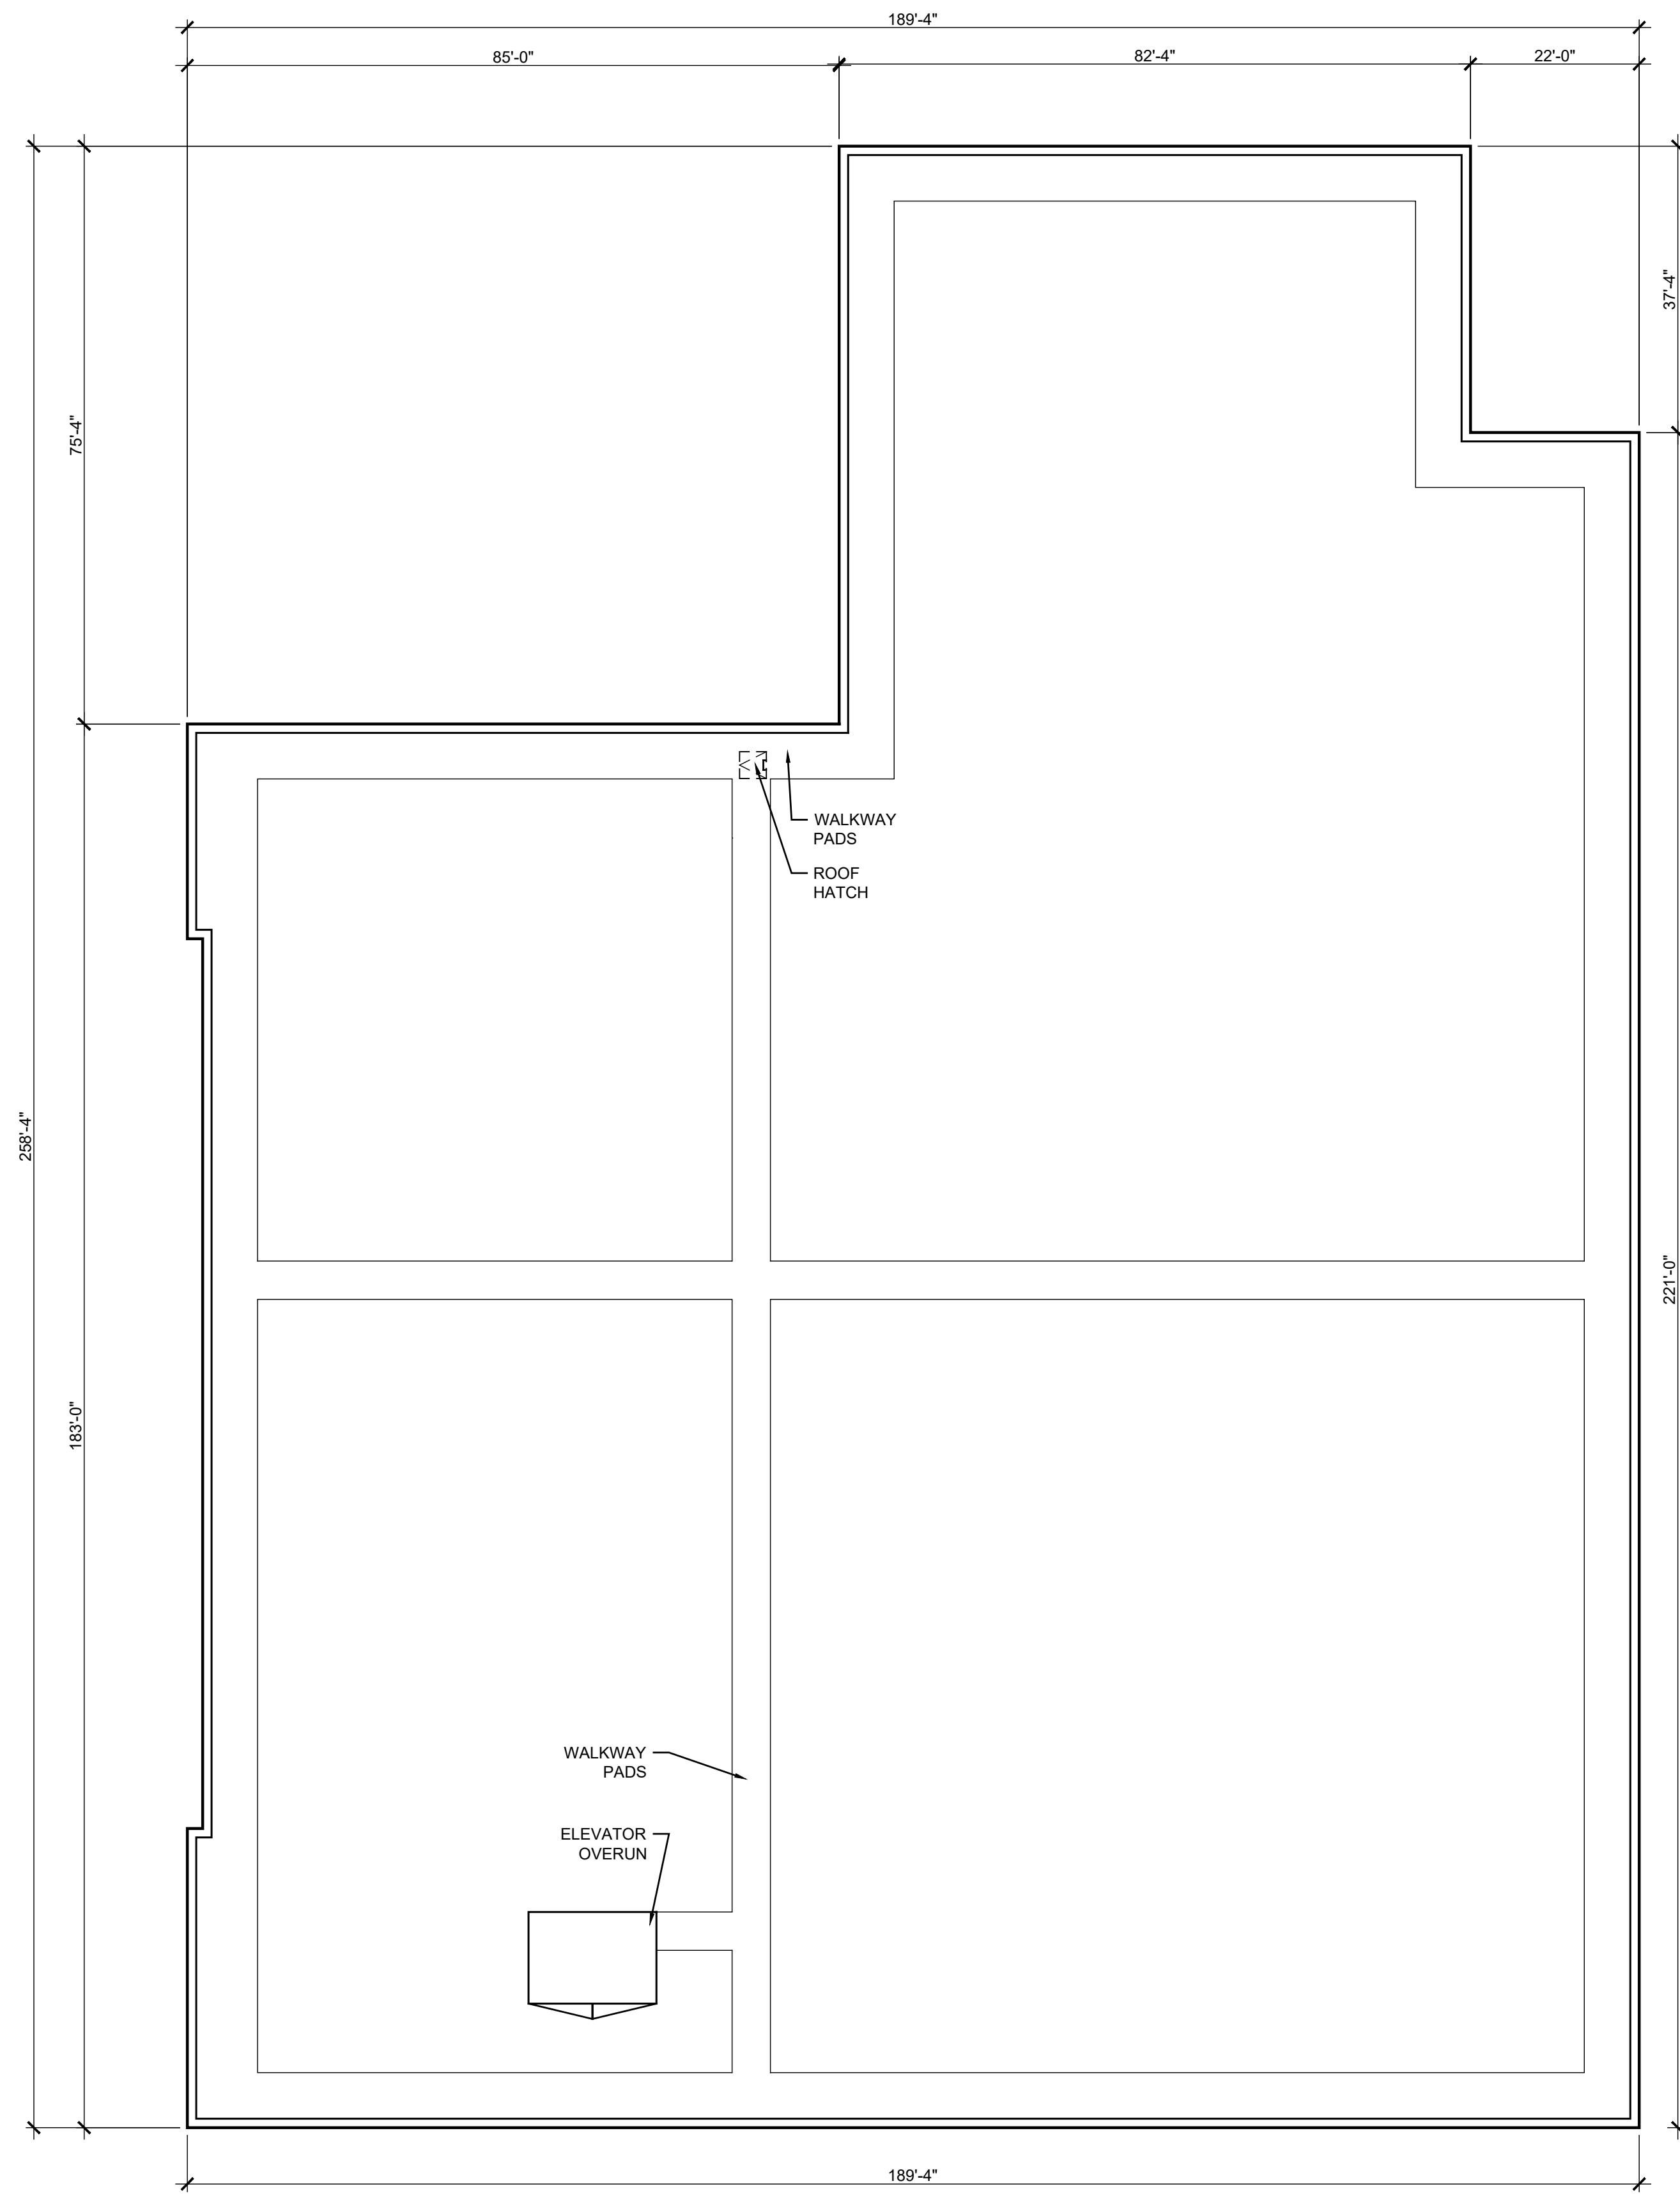 189'-4"
85'-0"
82'-4"
22'-0"
37'-4"
75'-4"
WALKWAY
PADS
ROOF
HATCH
258'-4"
221'-0"
183'-0"
WALKWAY
PADS
ELEVATOR
OVERUN
189'-4"